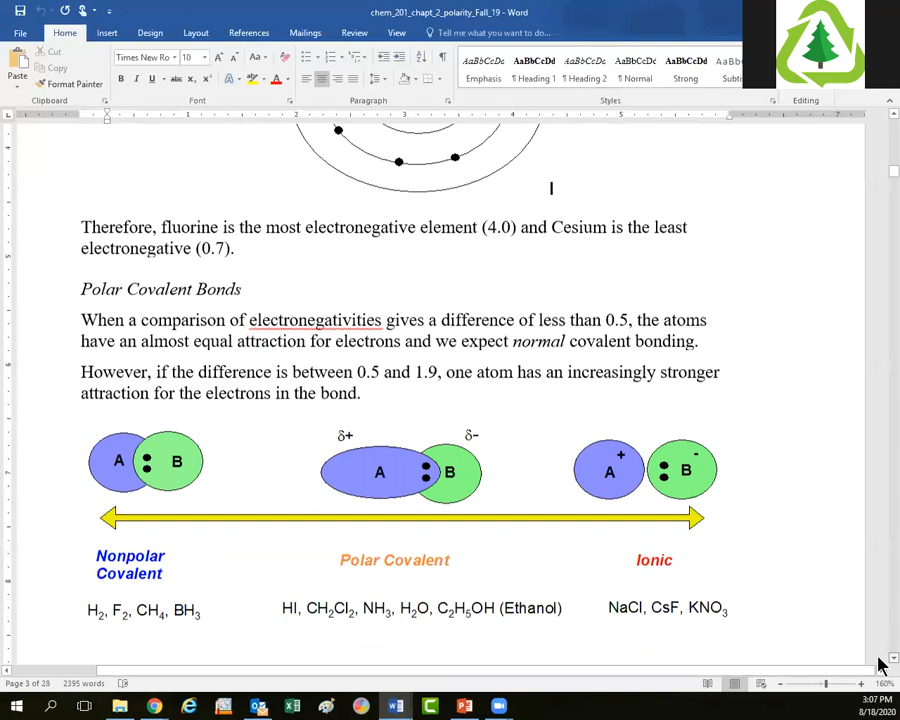 chem_201_chapt_2_polarity_Fall_19 - Word
File Home Insert Design Layout References Mailings Review View Tell me what you want to do...
Cut
Copy
Format Painter
Paste
Clipboard
Times New Ro 10
Font
Paragraph
AaBbCcDd AaBbCcDd AaBbCcDd AaBbCcDd AaBbCcDd
Emphasis ¶ Heading 1 ¶ Heading 2 ¶ Normal Strong
Styles
Editing
Therefore, fluorine is the most electronegative element (4.0) and Cesium is the least
electronegative (0.7).
Polar Covalent Bonds
When a comparison of electronegativities gives a difference of less than 0.5, the atoms
have an almost equal attraction for electrons and we expect normal covalent bonding.
However, if the difference is between 0.5 and 1.9, one atom has an increasingly stronger
attraction for the electrons in the bond.
δ+ δ-
A B A B A+ B-
Nonpolar
Covalent
Polar Covalent
Ionic
H2, F2, CH4, BH3
HI, CH2Cl2, NH3, H2O, C2H5OH (Ethanol)
NaCl, CsF, KNO3
Page 3 of 28 2395 words 160%
3:07 PM
8/18/2020